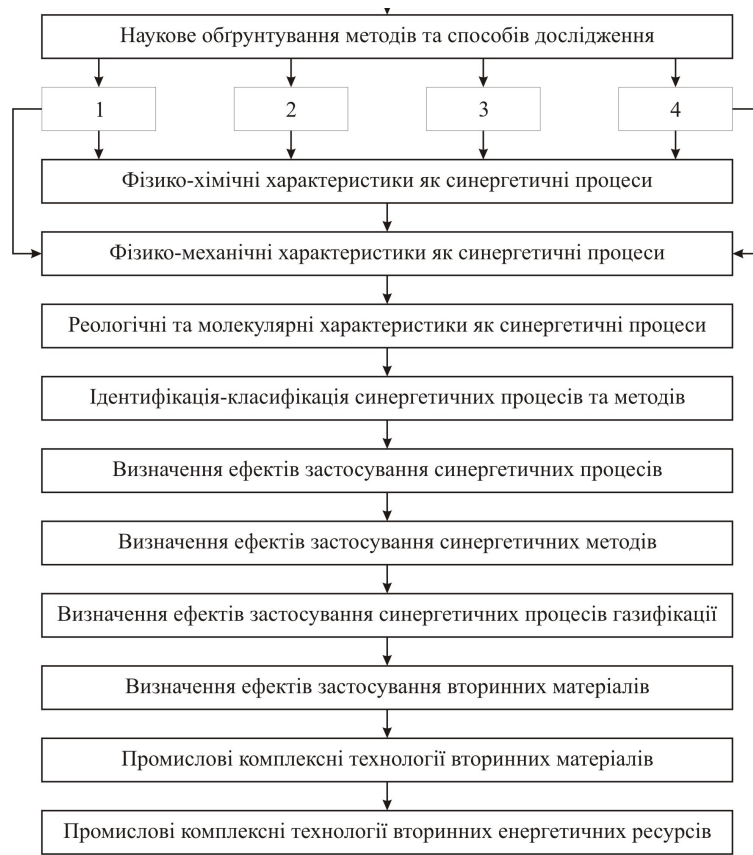 Наукове обґрунтування методів та способів дослідження
1 2 3 4
Фізико-хімічні характеристики як синергетичні процеси
Фізико-механічні характеристики як синергетичні процеси
Реологічні та молекулярні характеристики як синергетичні процеси
Ідентифікація-класифікація синергетичних процесів та методів
Визначення ефектів застосування синергетичних процесів
Визначення ефектів застосування синергетичних методів
Визначення ефектів застосування синергетичних процесів газифікації
Визначення ефектів застосування вторинних матеріалів
Промислові комплексні технології вторинних матеріалів
Промислові комплексні технології вторинних енергетичних ресурсів